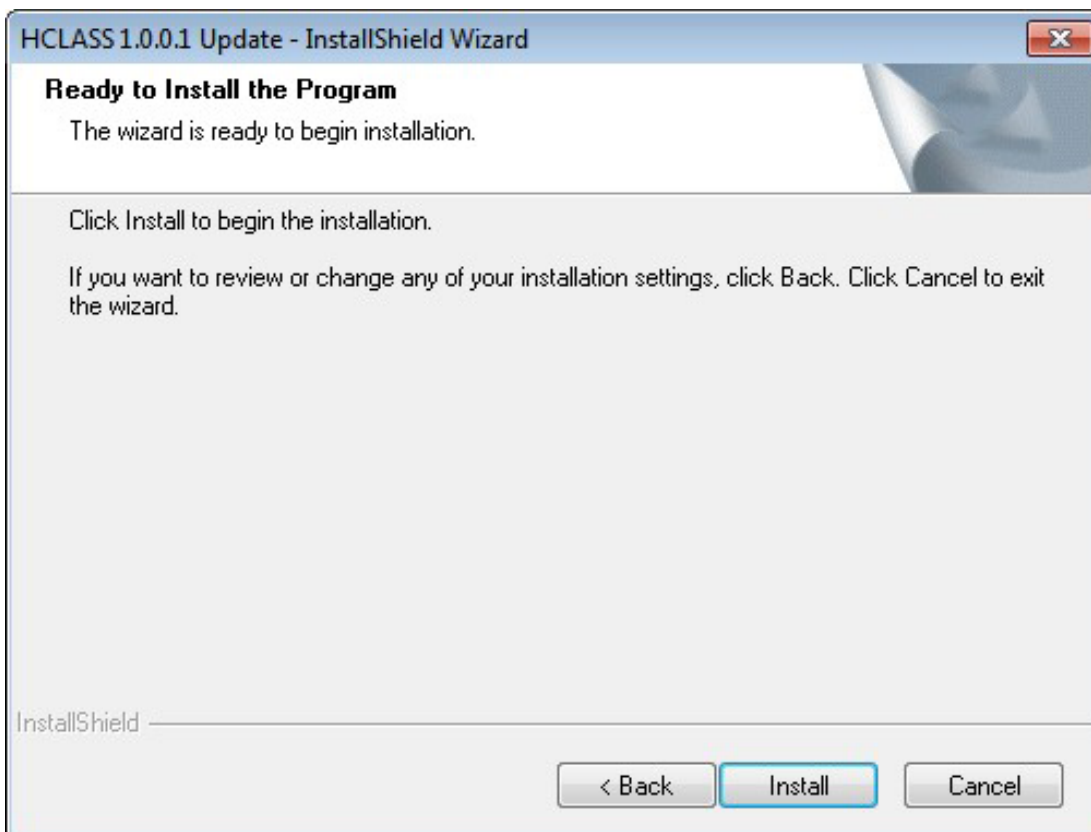 HCLASS 1.0.0.1 Update - InstallShield Wizard
Ready to Install the Program
The wizard is ready to begin installation.
Click Install to begin the installation.
If you want to review or change any of your installation settings, click Back. Click Cancel to exit
the wizard.
InstallShield
< Back
Install
Cancel